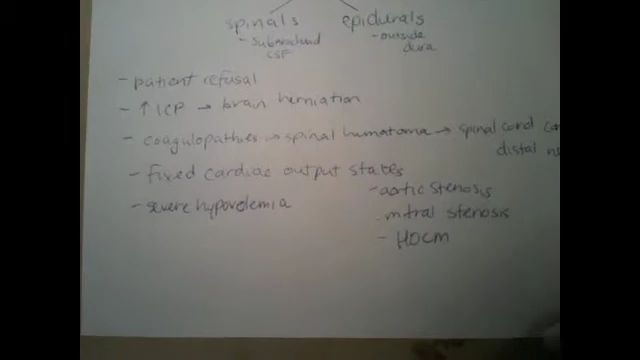 spinals epidurals
- subarachnoid - outside
CSF dura
- patient refusal
- ↑ ICP → brain herniation
- coagulopathies → spinal hematoma → spinal cord
distal
- fixed cardiac output states
- aortic stenosis
- severe hypovolemia
- mitral stenosis
- HOCM